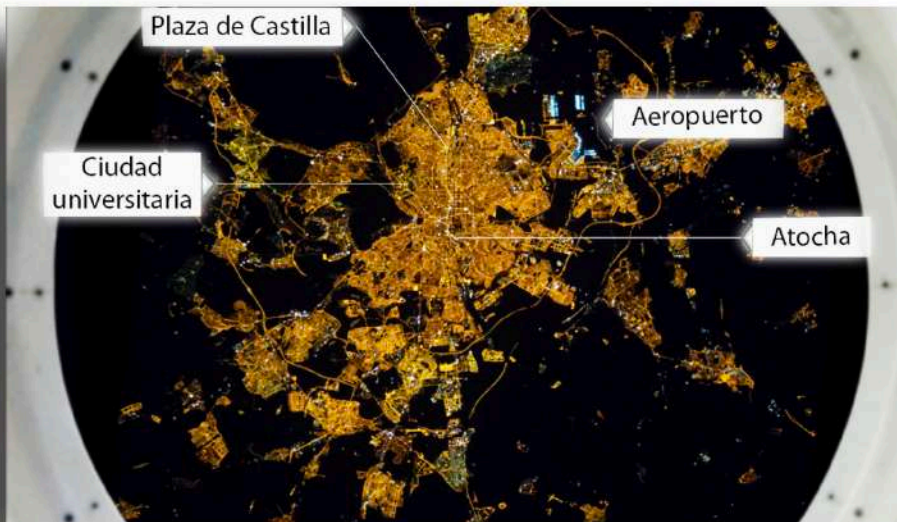 Plaza de Castilla
Aeropuerto
Ciudad
universitaria
Atocha